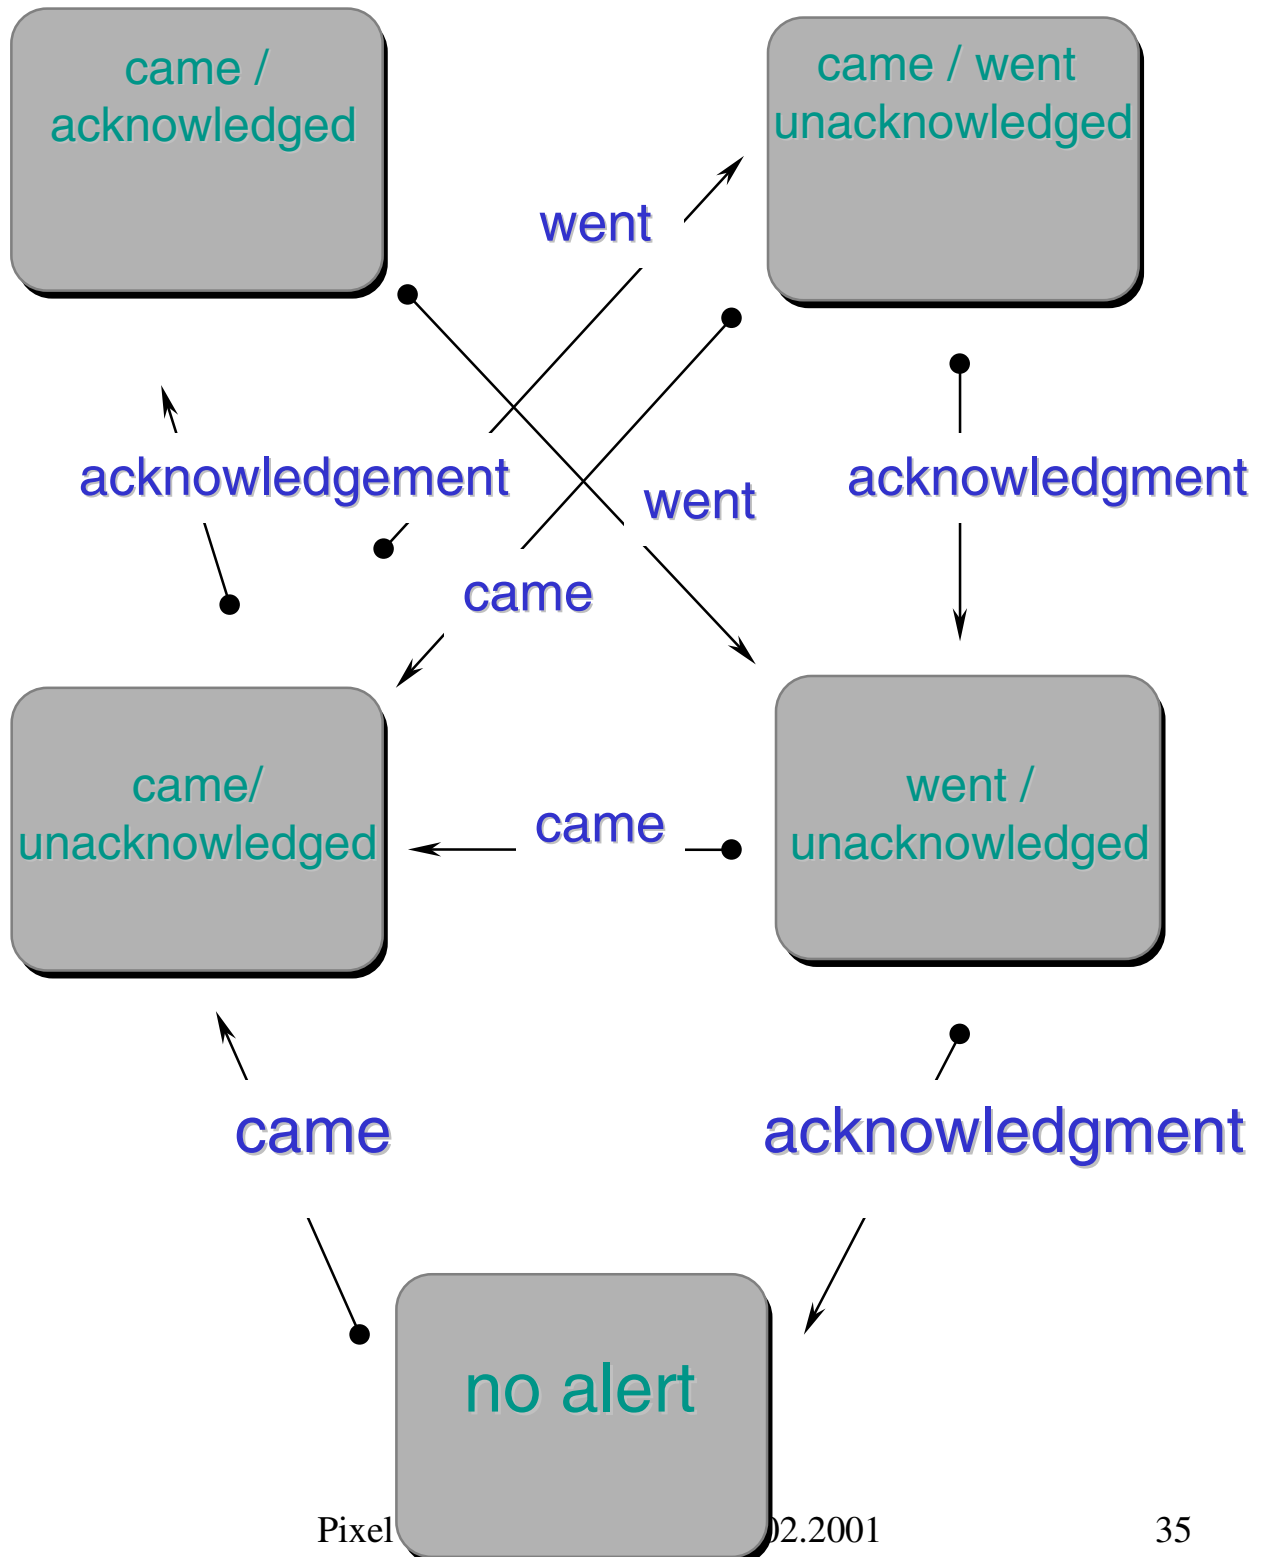 came /
acknowledged
came / went
unacknowledged
went
acknowledgement
went
acknowledgment
came
came/
unacknowledged
came
went /
unacknowledged
came
acknowledgment
no alert
Pixel
02.2001
35